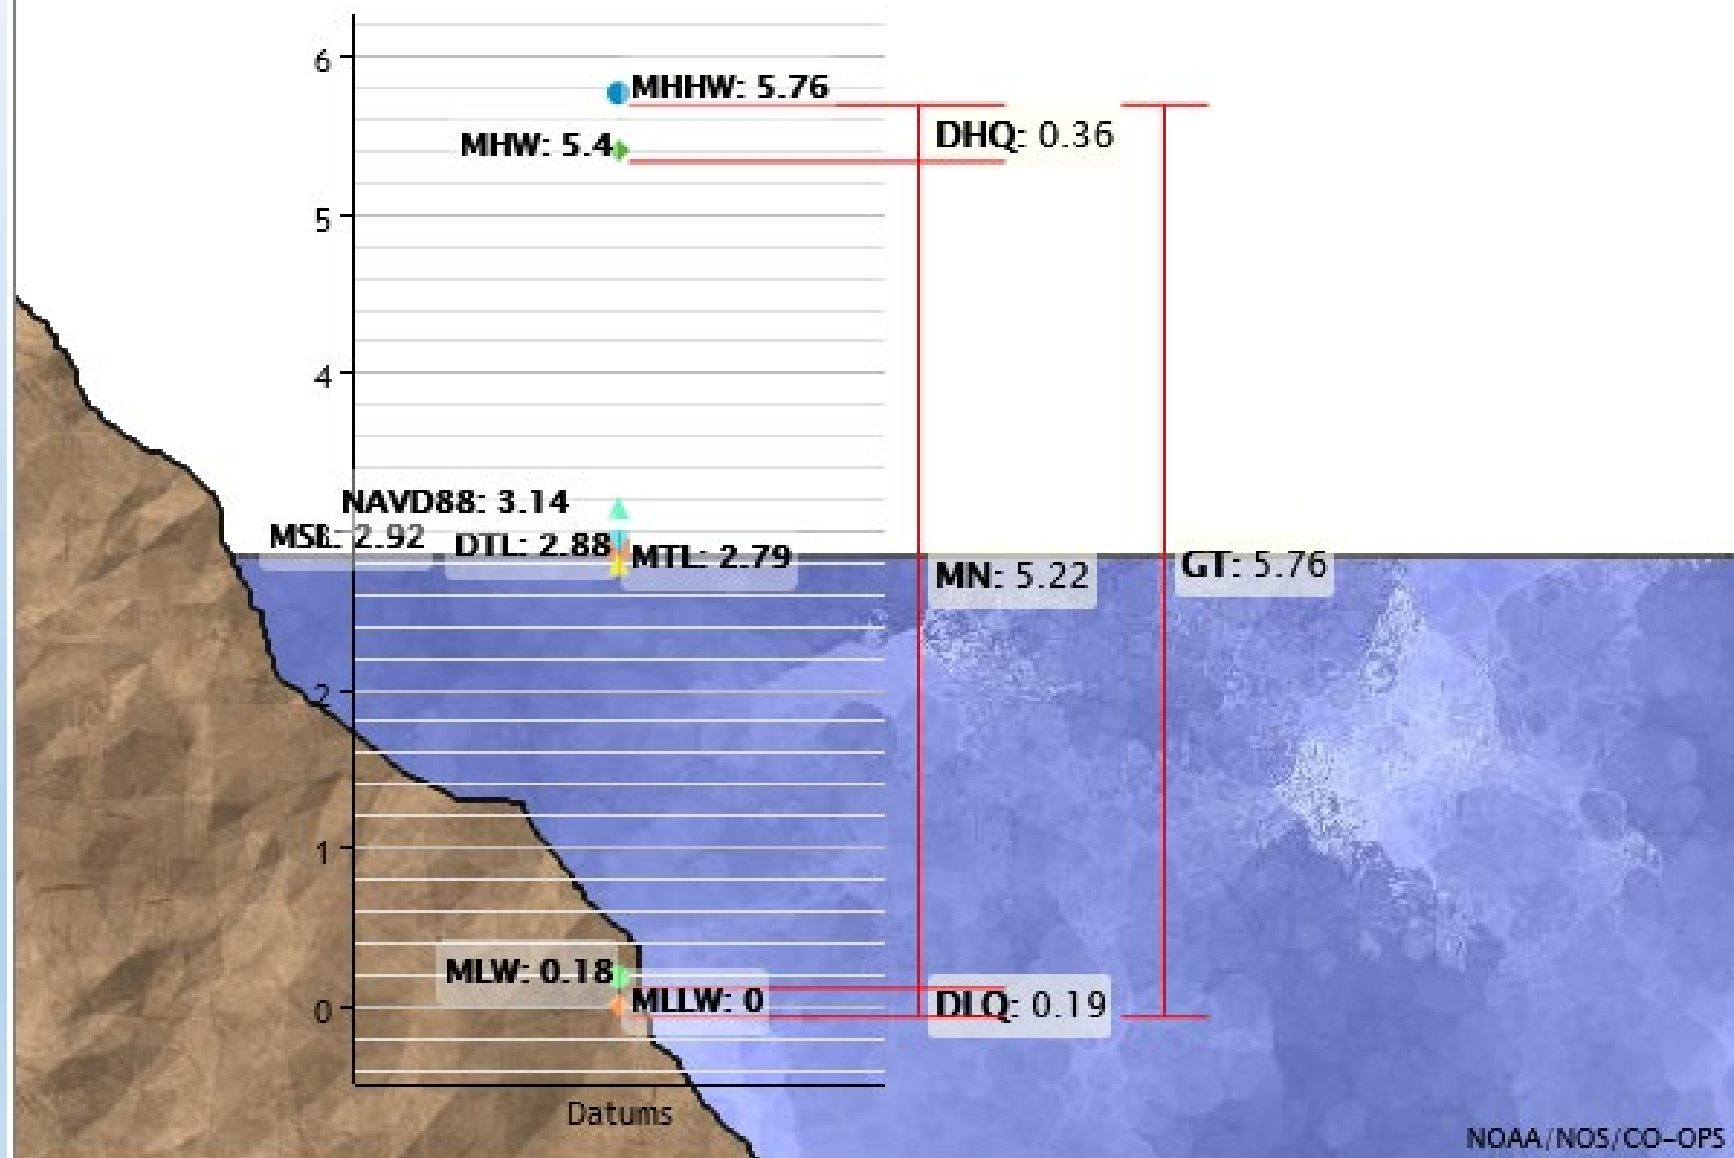 6
MHHW: 5.76
DHQ: 0.36
MHW: 5.4
5
4
NAVD88: 3.14
MSL: 2.92
DTL: 2.88
MTL: 2.79
MN: 5.22
GT: 5.76
2
1
MLW: 0.18
MLLW: 0
DLQ: 0.19
0
Datums
NOAA/NOS/CO-OPS